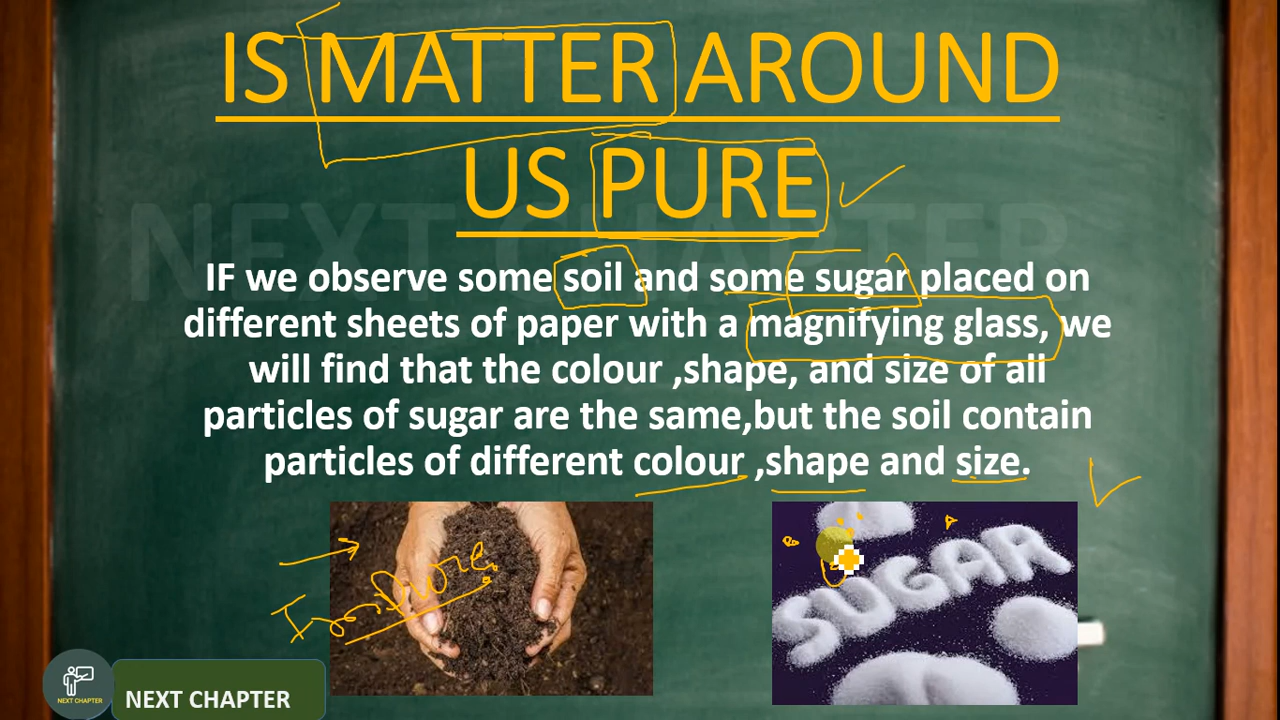 IS MATTER AROUND
US PURE
NEXT CHAPTER
IF we observe some soil and some sugar placed on
different sheets of paper with a magnifying glass, we
will find that the colour ,shape, and size of all
particles of sugar are the same,but the soil contain
particles of different colour ,shape and size.
Impure
SUGAR
NEXT CHAPTER
NEXT CHAPTER